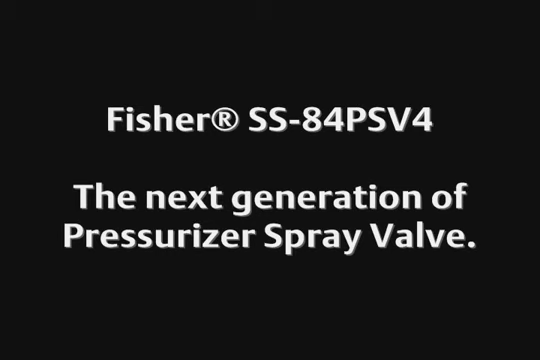 Fisher® SS-84PSV4
The next generation of
Pressurizer Spray Valve.